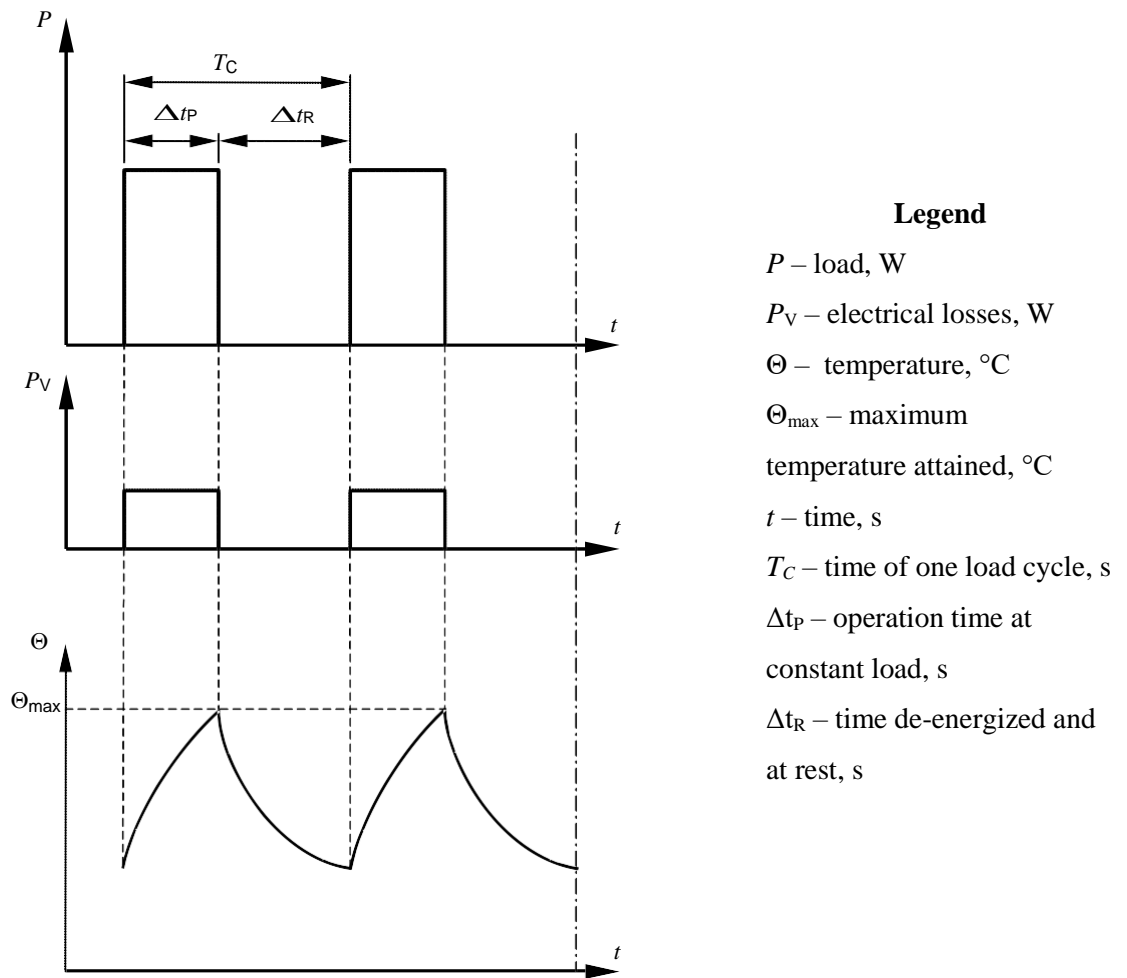 P
T_C
Δt_P Δt_R
t
P_V
t
Θ
Θ_max
t
Legend
P – load, W
P_V – electrical losses, W
Θ – temperature, °C
Θ_max – maximum
temperature attained, °C
t – time, s
T_C – time of one load cycle, s
Δt_P – operation time at
constant load, s
Δt_R – time de-energized and
at rest, s